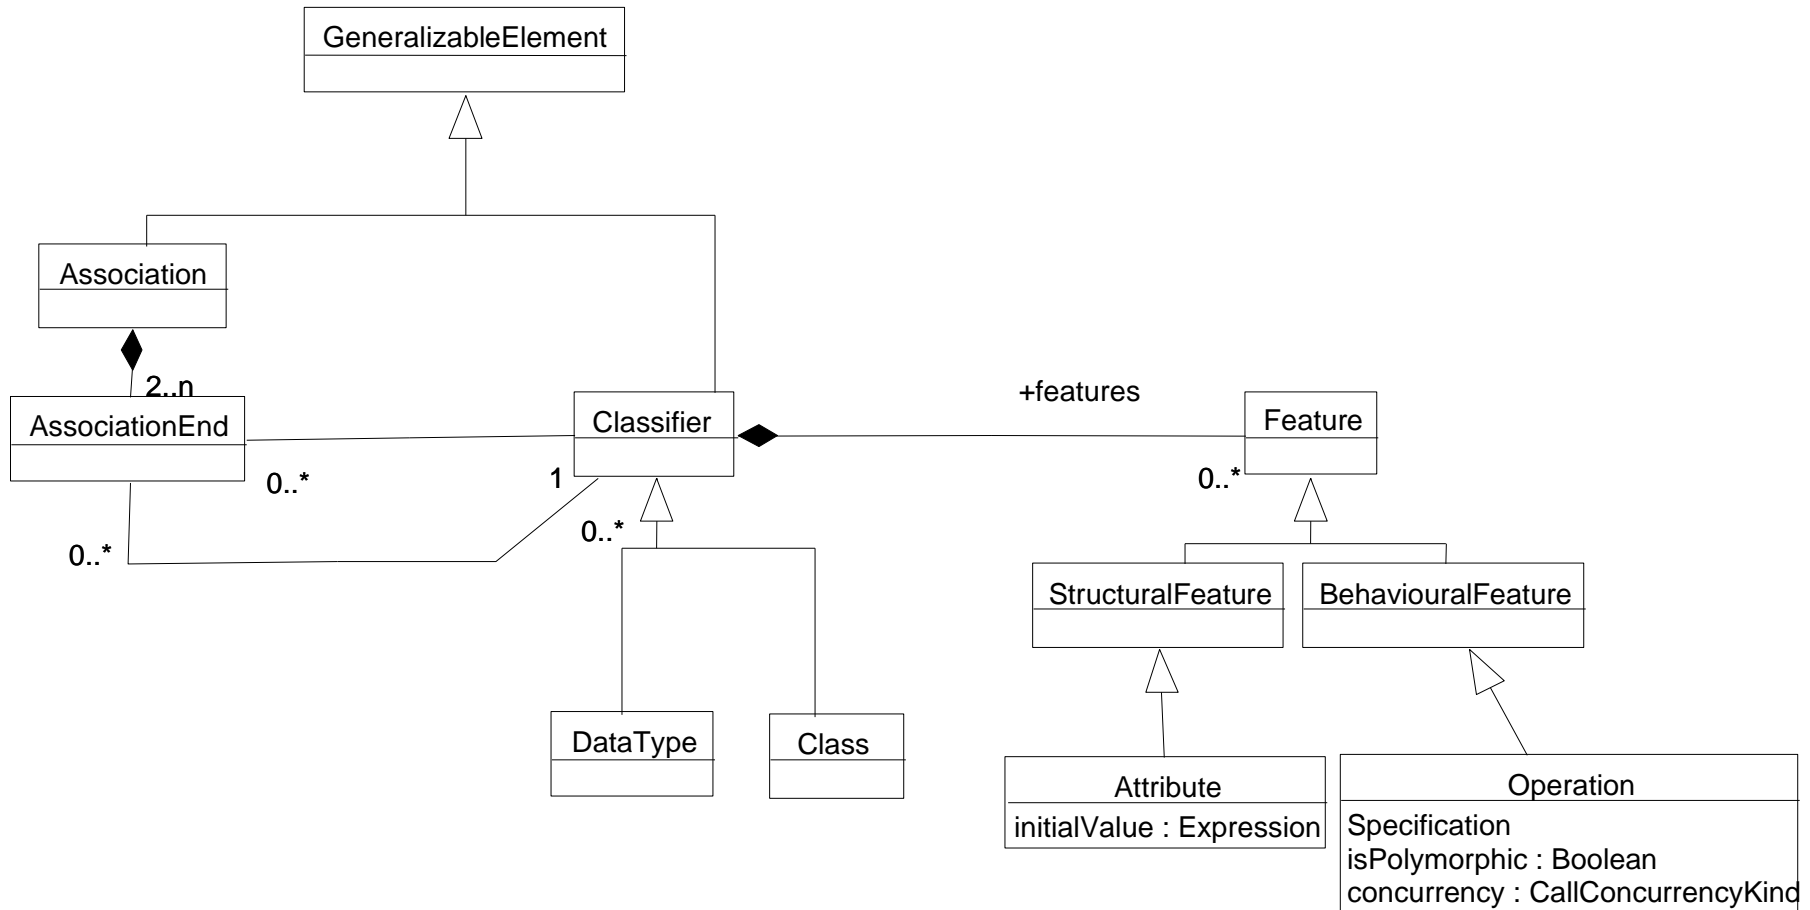 GeneralizableElement
Association
2..n
AssociationEnd
Classifier
+features
Feature
0..*
1
0..*
0..*
0..*
StructuralFeature
BehaviouralFeature
DataType
Class
Attribute
initialValue : Expression
Operation
Specification
isPolymorphic : Boolean
concurrency : CallConcurrencyKind